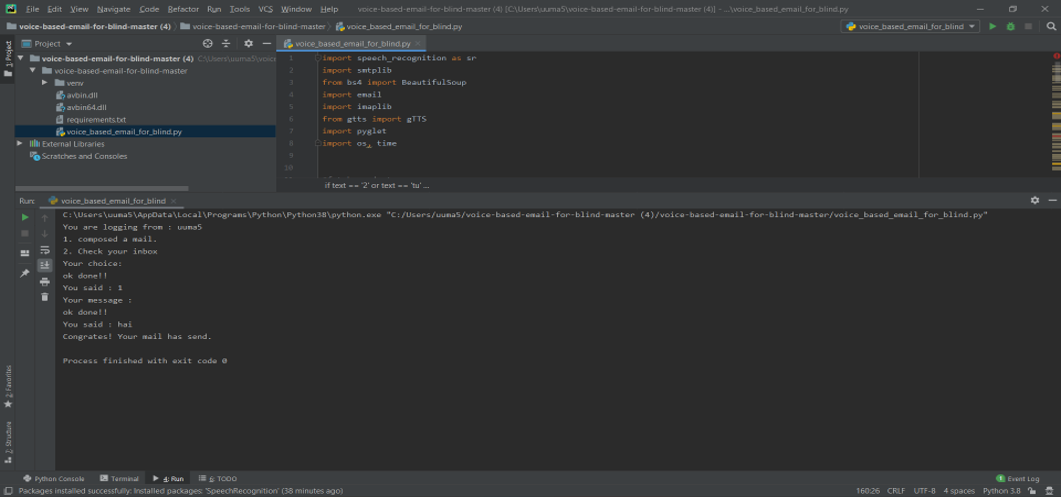 File Edit View Navigate Code Refactor Run Tools VCS Window Help voice-based-email-for-blind-master (4) [C:\Users\uuma5\voice-based-email-for-blind-master (4)] - ...\voice_based_email_for_blind.py
voice-based-email-for-blind-master (4) voice-based-email-for-blind-master voice_based_email_for_blind.py voice_based_email_for_blind
1: Project
Project voice_based_email_for_blind.py
voice-based-email-for-blind-master (4) C:\Users\uuma5\voice
voice-based-email-for-blind-master
venv
avbin.dll
avbin64.dll
requirements.txt
voice_based_email_for_blind.py
External Libraries
Scratches and Consoles
1 import speech_recognition as sr
2 import smtplib
3 from bs4 import BeautifulSoup
4 import email
5 import imaplib
6 from gtts import gTTS
7 import pyglet
8 import os, time
9
10
if text == '2' or text == 'tu' ...
Run: voice_based_email_for_blind
C:\Users\uuma5\AppData\Local\Programs\Python\Python38\python.exe "C:/Users/uuma5/voice-based-email-for-blind-master (4)/voice-based-email-for-blind-master/voice_based_email_for_blind.py"
You are logging from : uuma5
1. composed a mail.
2. Check your inbox
Your choice:
ok done!!
You said : 1
Your message :
ok done!!
You said : hai
Congrates! Your mail has send.
Process finished with exit code 0
2: Favorites
Z: Structure
Python Console Terminal 4: Run 6: TODO Event Log
Packages installed successfully: Installed packages: 'SpeechRecognition' (38 minutes ago) 160:26 CRLF UTF-8 4 spaces Python 3.8